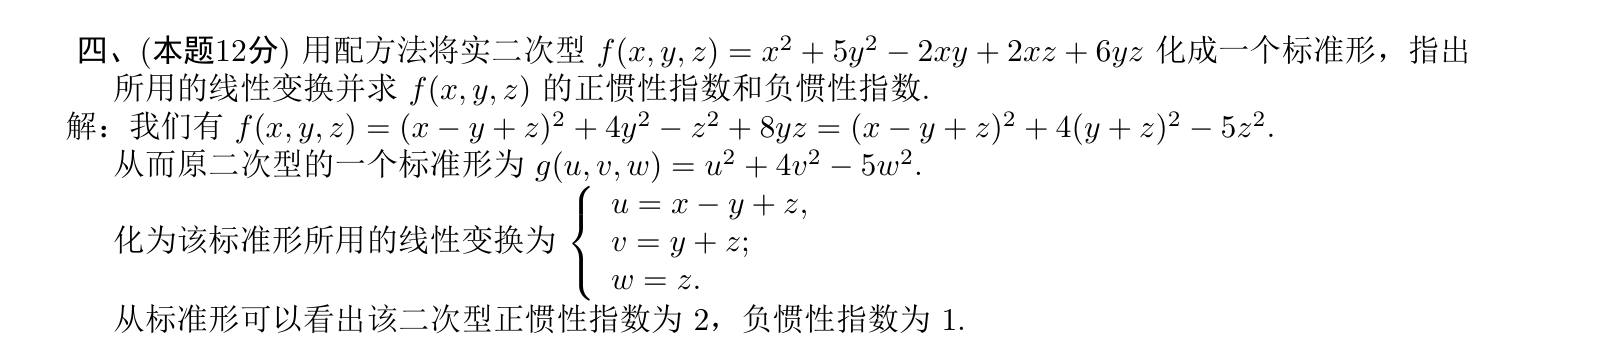 四、(本题12分) 用配方法将实二次型 f(x, y, z) = x² + 5y² − 2xy + 2xz + 6yz 化成一个标准形，指出
所用的线性变换并求 f(x, y, z) 的正惯性指数和负惯性指数.
解：我们有 f(x, y, z) = (x − y + z)² + 4y² − z² + 8yz = (x − y + z)² + 4(y + z)² − 5z².
从而原二次型的一个标准形为 g(u, v, w) = u² + 4v² − 5w².
化为该标准形所用的线性变换为 {
u = x − y + z,
v = y + z;
w = z.
从标准形可以看出该二次型正惯性指数为 2，负惯性指数为 1.